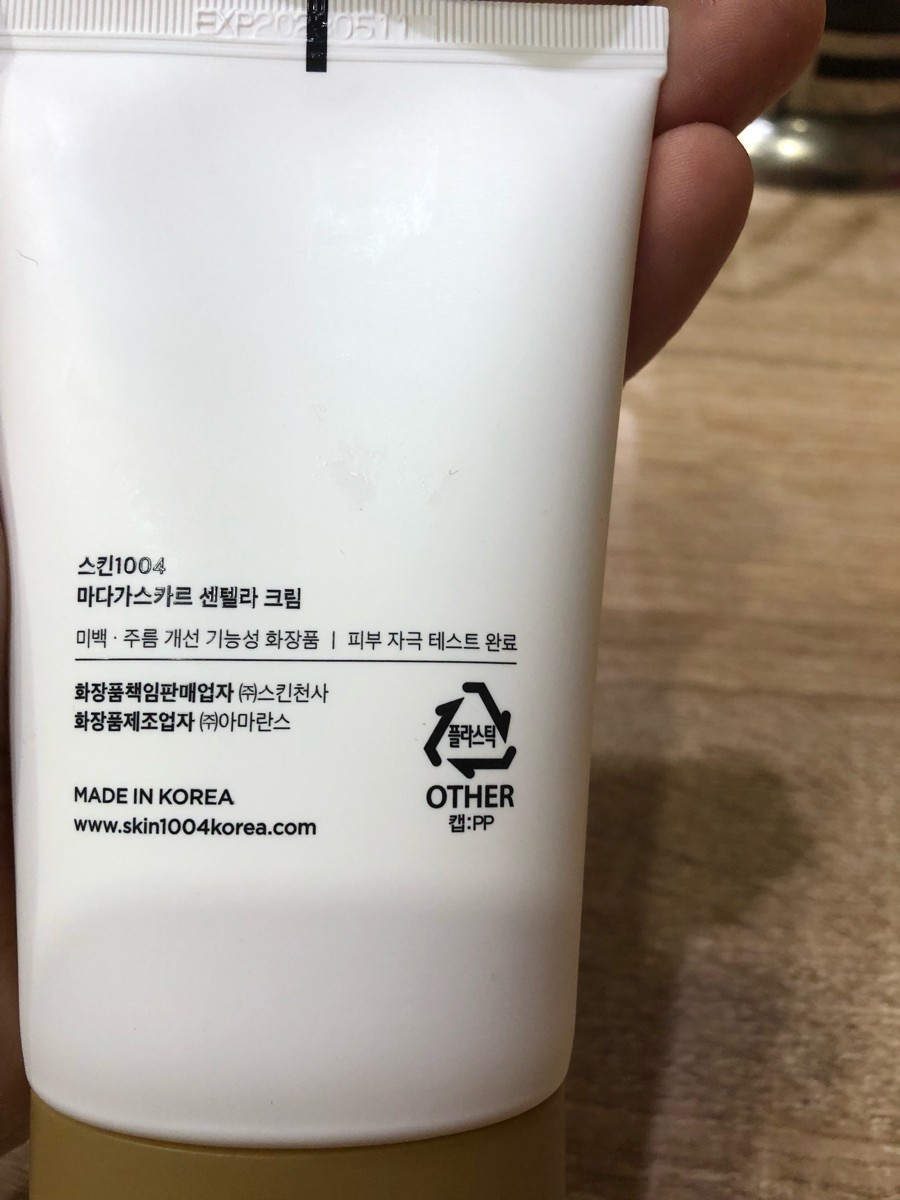 스킨1004
마다가스카르 센텔라 크림
미백 · 주름 개선 기능성 화장품 | 피부 자극 테스트 완료
화장품책임판매업자 ㈜스킨천사
화장품제조업자 ㈜아마란스
플라스틱
OTHER
캡:PP
MADE IN KOREA
www.skin1004korea.com